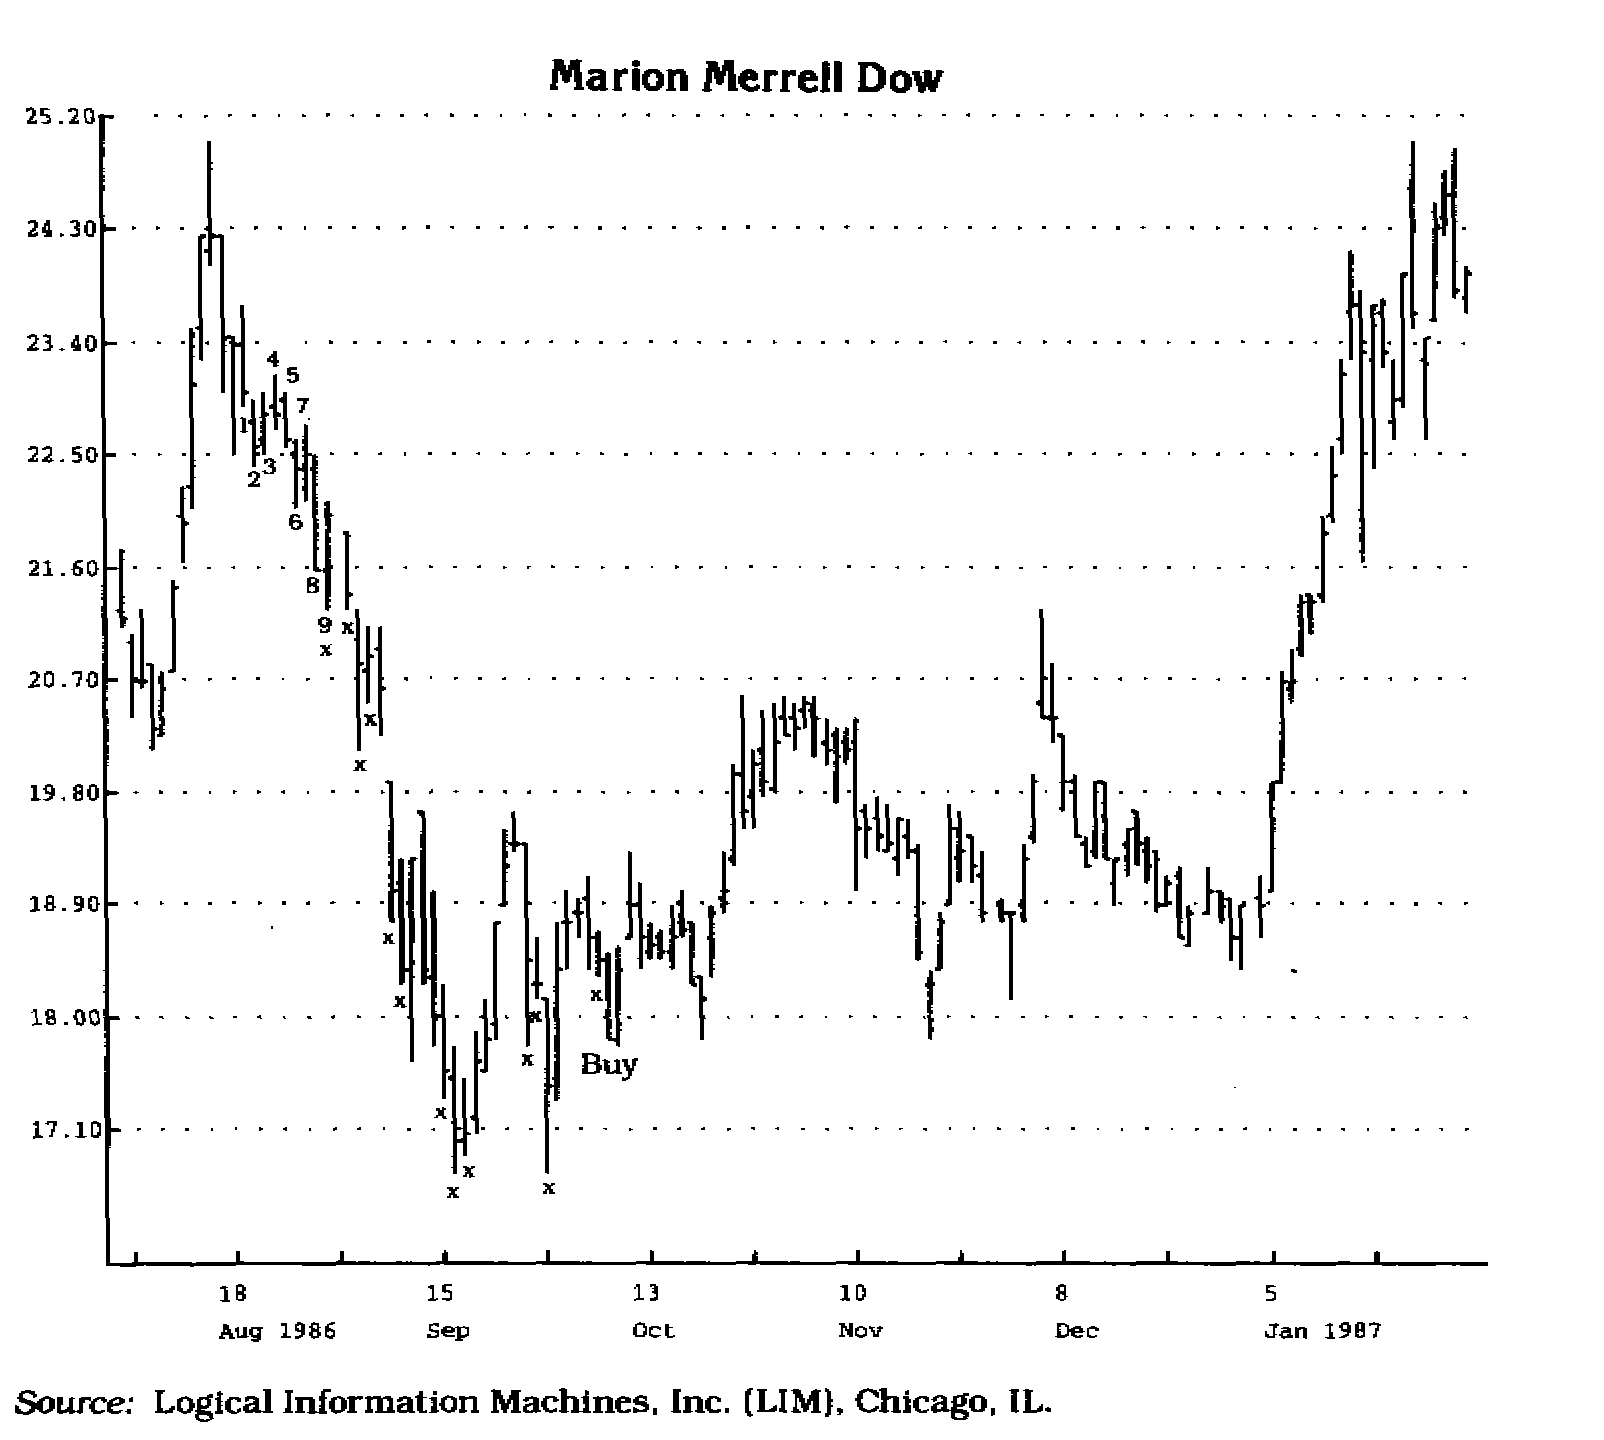 Marion Merrell Dow
25.20
24.30
23.40
22.50
21.60
20.70
19.80
18.90
18.00
17.10
1
2
3
4
5
6
7
8
9
x
x
x
x
x
x
x
x
x
x
x
x
x
Buy
18 15 13 10 8 5
Aug 1986 Sep Oct Nov Dec Jan 1987
Source: Logical Information Machines, Inc. (LIM), Chicago, IL.